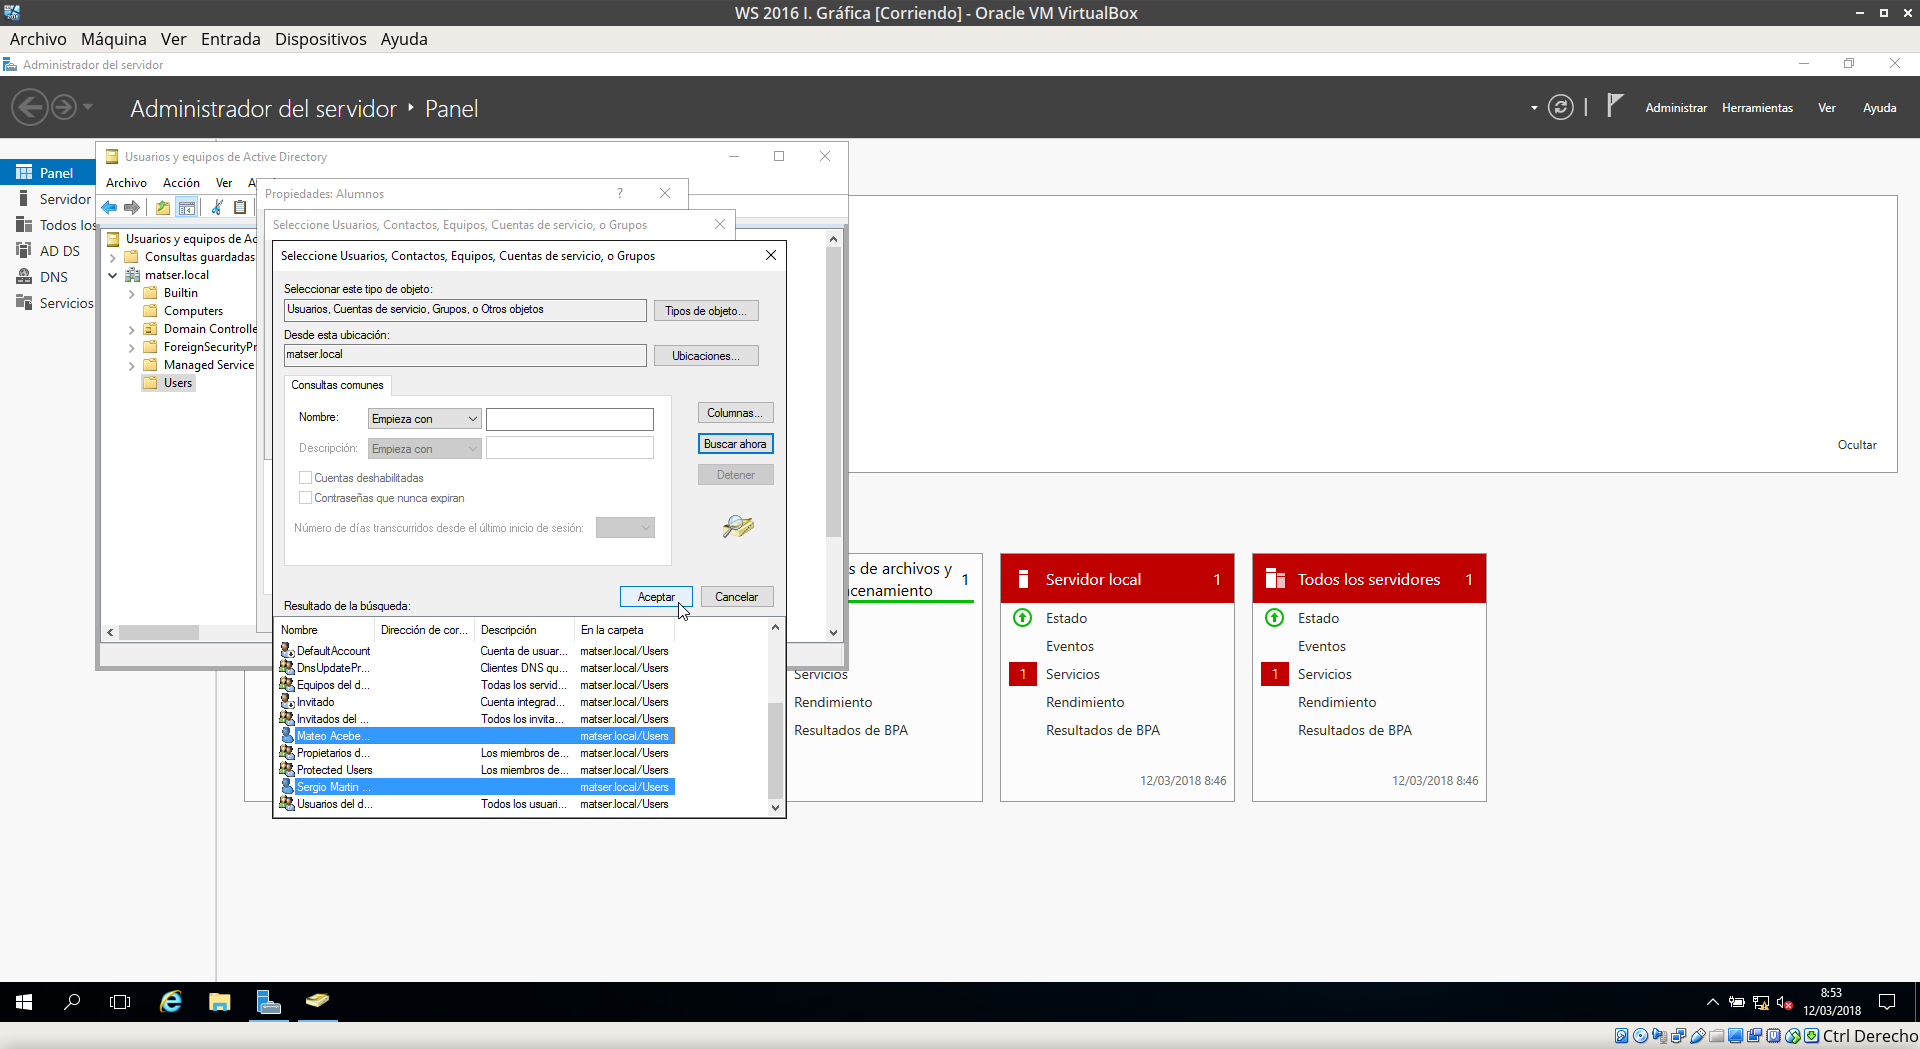 WS 2016 I. Gráfica [Corriendo] - Oracle VM VirtualBox
Archivo Máquina Ver Entrada Dispositivos Ayuda
Administrador del servidor
Administrador del servidor ‣ Panel
Administrar Herramientas Ver Ayuda
Panel
Servidor
Todos los
AD DS
DNS
Servicios
Usuarios y equipos de Active Directory
Archivo Acción Ver A
Usuarios y equipos de Ac
Consultas guardadas
matser.local
Builtin
Computers
Domain Controlle
ForeignSecurityPr
Managed Service
Users
Propiedades: Alumnos
Seleccione Usuarios, Contactos, Equipos, Cuentas de servicio, o Grupos
Seleccione Usuarios, Contactos, Equipos, Cuentas de servicio, o Grupos
Seleccionar este tipo de objeto:
Usuarios, Cuentas de servicio, Grupos, o Otros objetos
Tipos de objeto...
Desde esta ubicación:
matser.local
Ubicaciones...
Consultas comunes
Nombre: Empieza con
Descripción: Empieza con
Cuentas deshabilitadas
Contraseñas que nunca expiran
Número de días transcurridos desde el último inicio de sesión:
Columnas...
Buscar ahora
Detener
Aceptar
Cancelar
Resultado de la búsqueda:
Nombre Dirección de cor... Descripción En la carpeta
DefaultAccount Cuenta de usuar... matser.local/Users
DnsUpdatePr... Clientes DNS qu... matser.local/Users
Equipos del d... Todas los servid... matser.local/Users
Invitado Cuenta integrad... matser.local/Users
Invitados del ... Todos los invita... matser.local/Users
Mateo Acebe... matser.local/Users
Propietarios d... Los miembros de... matser.local/Users
Protected Users Los miembros de... matser.local/Users
Sergio Martin ... matser.local/Users
Usuarios del d... Todos los usuari... matser.local/Users
Ocultar
s de archivos y
cenamiento
1
Servicios
Rendimiento
Resultados de BPA
Servidor local 1
Estado
Eventos
1 Servicios
Rendimiento
Resultados de BPA
12/03/2018 8:46
Todos los servidores 1
Estado
Eventos
1 Servicios
Rendimiento
Resultados de BPA
12/03/2018 8:46
8:53
12/03/2018
Ctrl Derecho